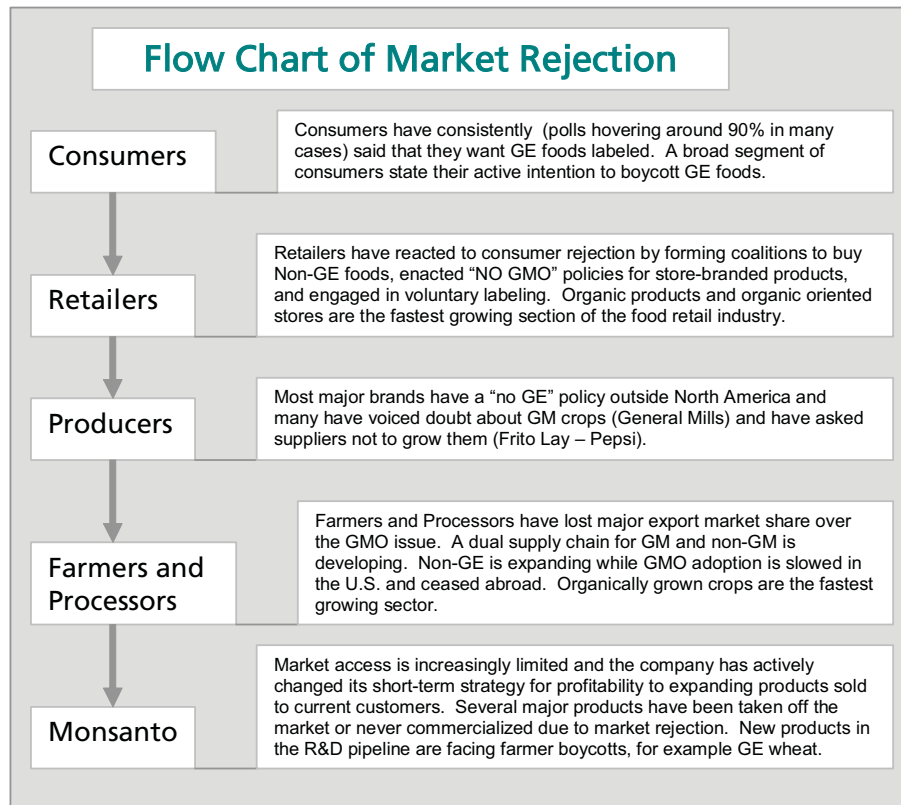 Flow Chart of Market Rejection
Consumers
Consumers have consistently  (polls hovering around 90% in many
cases) said that they want GE foods labeled.  A broad segment of
consumers state their active intention to boycott GE foods.
Retailers
Retailers have reacted to consumer rejection by forming coalitions to buy
Non-GE foods, enacted “NO GMO” policies for store-branded products,
and engaged in voluntary labeling.  Organic products and organic oriented
stores are the fastest growing section of the food retail industry.
Producers
Most major brands have a “no GE” policy outside North America and
many have voiced doubt about GM crops (General Mills) and have asked
suppliers not to grow them (Frito Lay – Pepsi).
Farmers and
Processors
Farmers and Processors have lost major export market share over
the GMO issue.  A dual supply chain for GM and non-GM is
developing.  Non-GE is expanding while GMO adoption is slowed in
the U.S. and ceased abroad.  Organically grown crops are the fastest
growing sector.
Monsanto
Market access is increasingly limited and the company has actively
changed its short-term strategy for profitability to expanding products sold
to current customers.  Several major products have been taken off the
market or never commercialized due to market rejection.  New products in
the R&D pipeline are facing farmer boycotts, for example GE wheat.